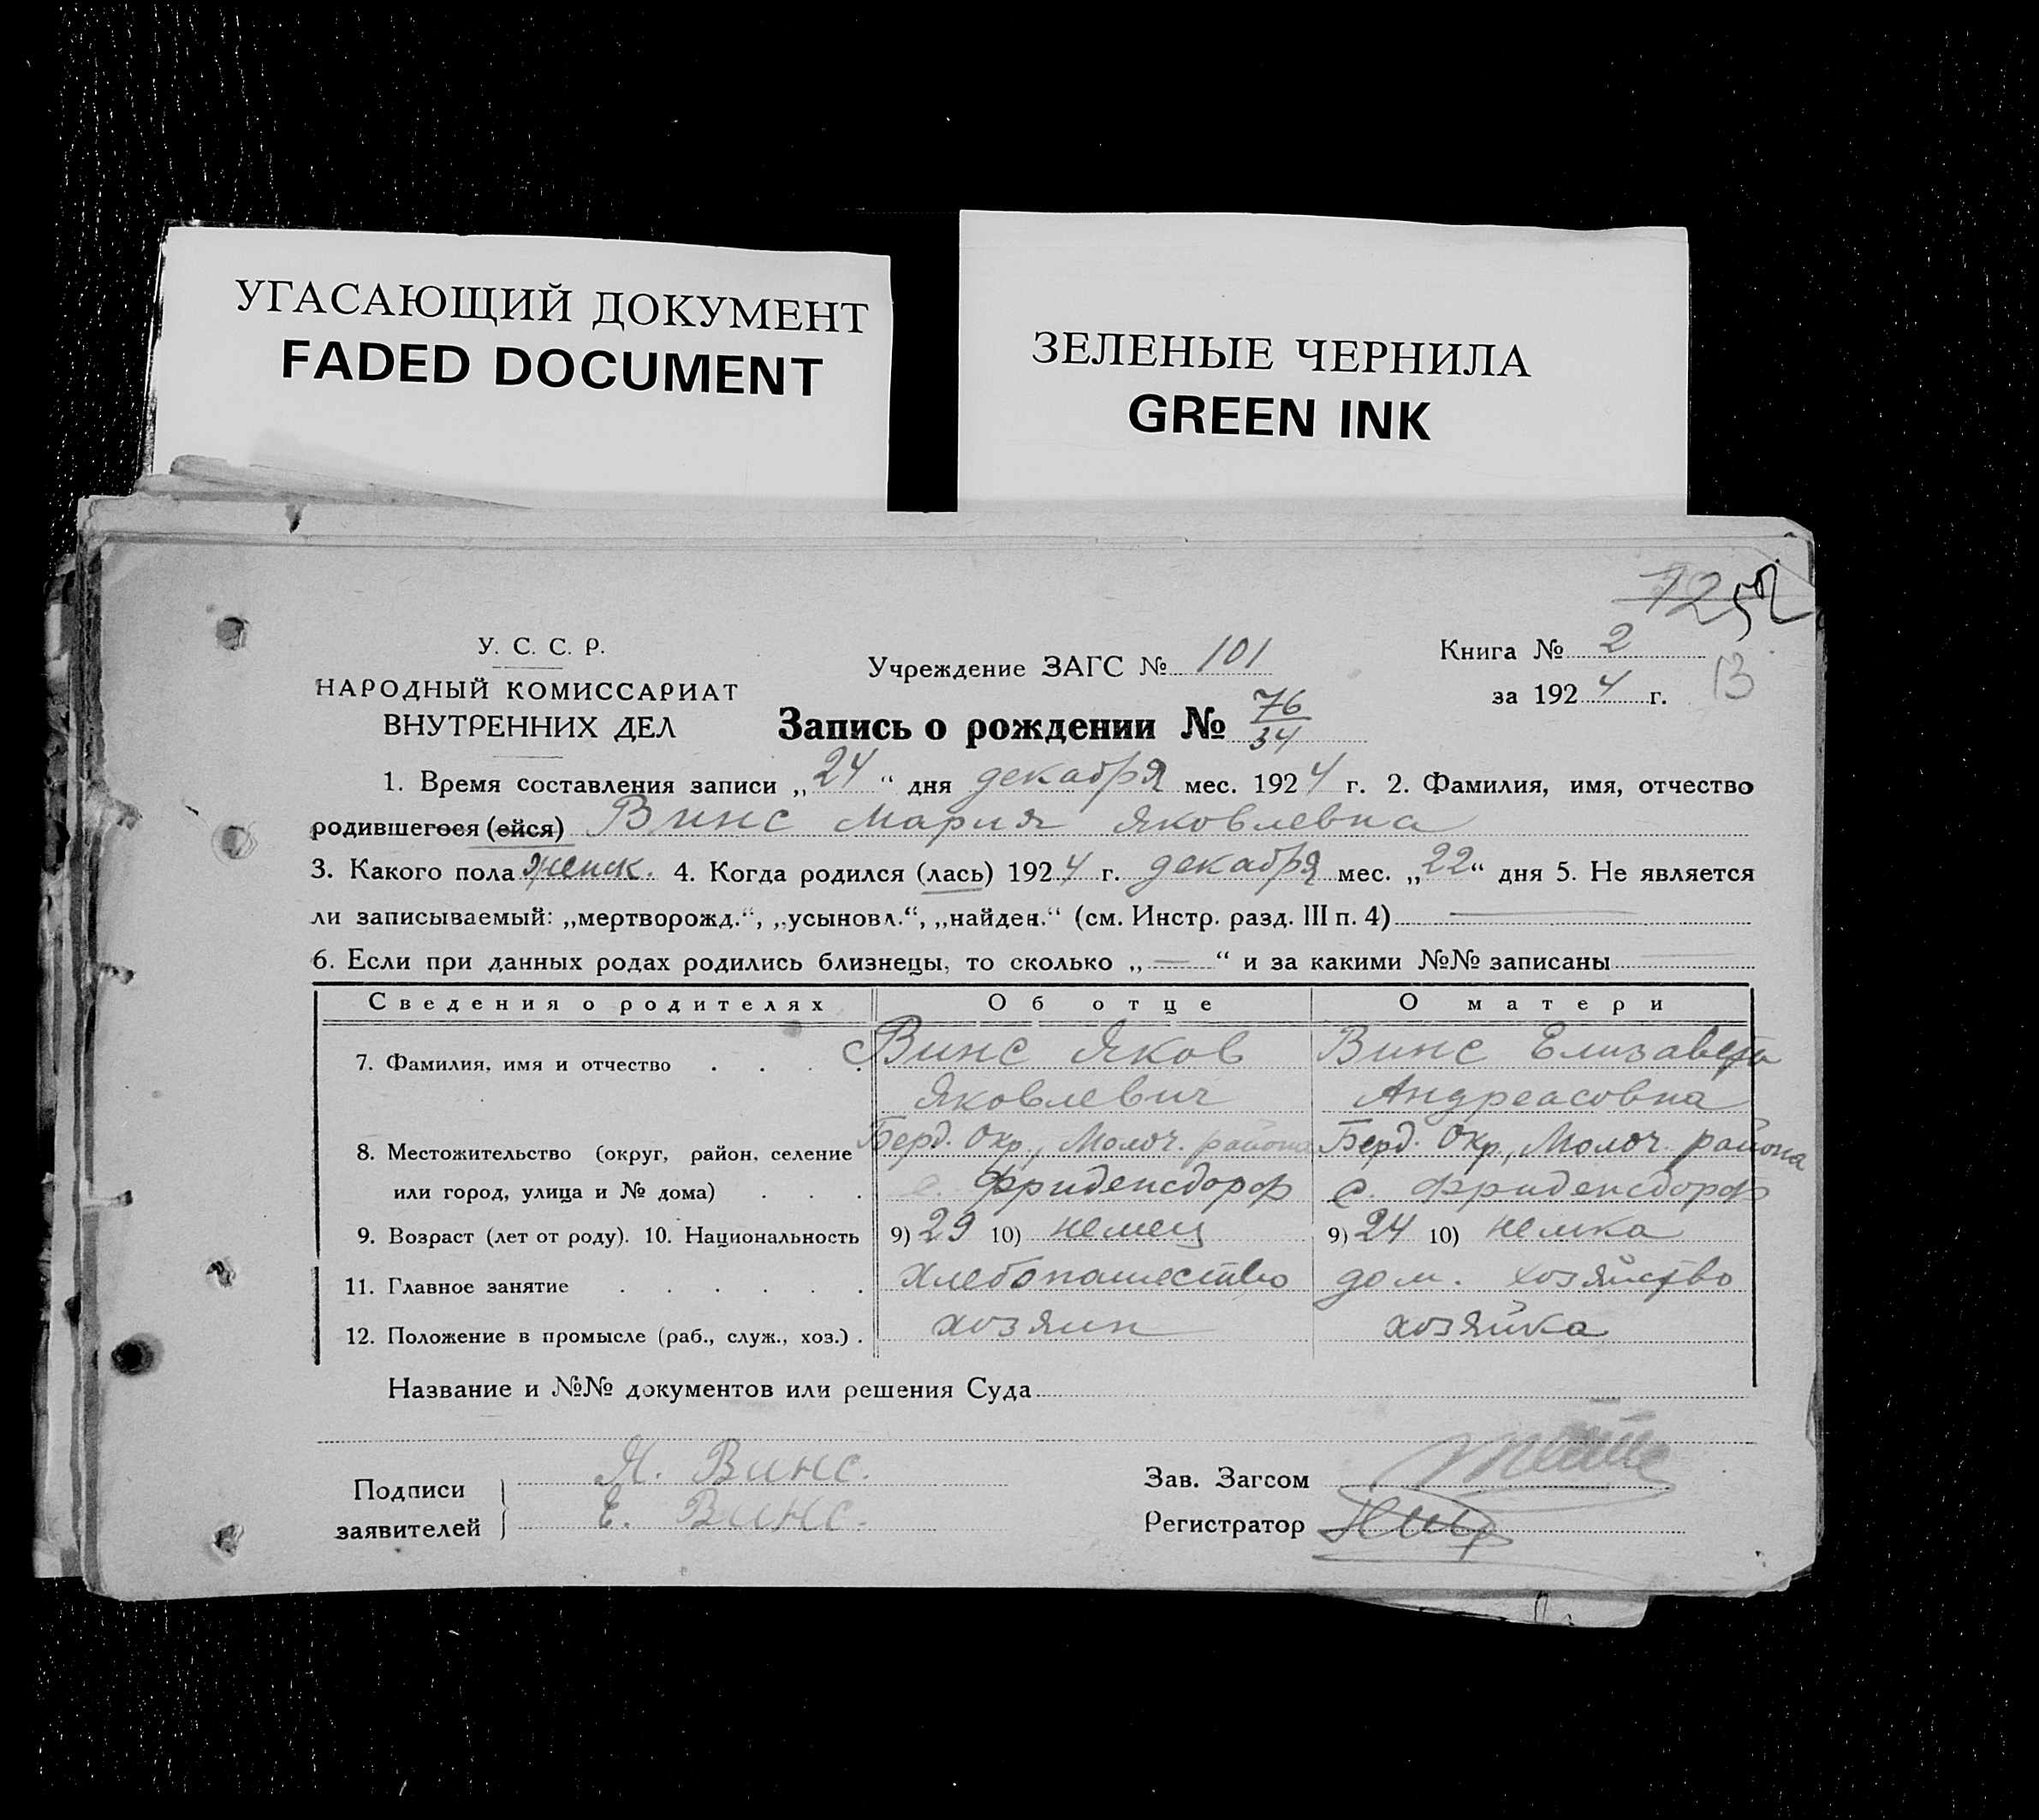 УГАСАЮЩИЙ ДОКУМЕНТ
FADED DOCUMENT
ЗЕЛЕНЫЕ ЧЕРНИЛА
GREEN INK
У. С. С. Р.
НАРОДНЫЙ КОМИССАРИАТ
ВНУТРЕННИХ ДЕЛ
Учреждение ЗАГС № 101
Книга № 2
за 1924 г.
13
Запись о рождении № 76
34
1. Время составления записи „24“ дня декабря мес. 1924 г. 2. Фамилия, имя, отчество
родившегося (ейся) Винс Мария Яковлевна
3. Какого пола женск. 4. Когда родился (лась) 1924 г. декабря мес. „22“ дня 5. Не является
ли записываемый: „мертворожд.“, „усыновл.“, „найден.“ (см. Инстр. разд. III п. 4) —
6. Если при данных родах родились близнецы, то сколько „—“ и за какими №№ записаны —
Сведения о родителях Об отце О матери
7. Фамилия, имя и отчество . . . . Винс Яков Винс Елизавета
Яковлевич Андреасовна
8. Местожительство (округ, район, селение Берд. Окр., Молоч. района Берд. Окр., Молоч. района
или город, улица и № дома) . . . с. Фриденсдорф с. Фриденсдорф
9. Возраст (лет от роду). 10. Национальность 9) 29 10) немец 9) 24 10) немка
11. Главное занятие . . . . . . хлебопашество дом. хозяйство
12. Положение в промысле (раб., служ., хоз.) . хозяин хозяйка
Название и №№ документов или решения Суда
Подписи
заявителей
Я. Винс.
Е. Винс.
Зав. Загсом
Регистратор